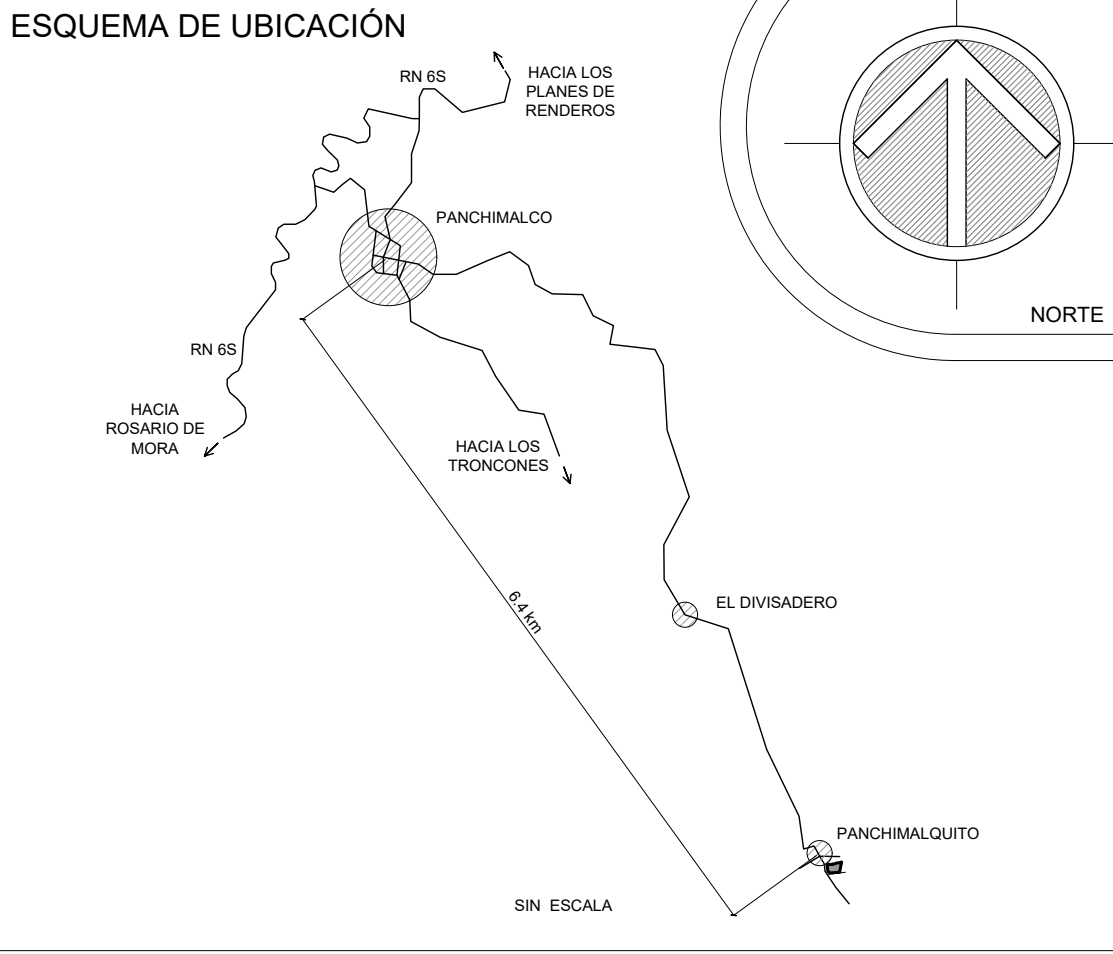 ESQUEMA DE UBICACIÓN
RN 6S
HACIA LOS
PLANES DE
RENDEROS
PANCHIMALCO
NORTE
RN 6S
HACIA
ROSARIO DE
MORA
HACIA LOS
TRONCONES
6.4 km
EL DIVISADERO
PANCHIMALQUITO
SIN ESCALA